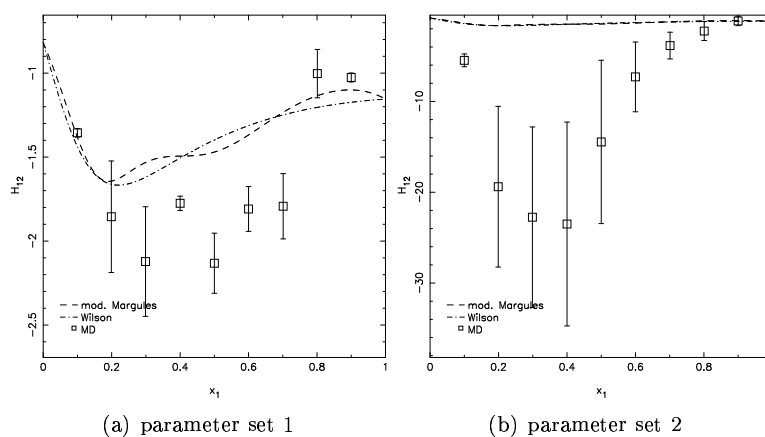 −1
−1.5
−2
−2.5
H12
0
0.2
0.4
0.6
0.8
1
x1
mod. Margules
Wilson
MD
(a) parameter set 1
−10
−20
−30
H12
0
0.2
0.4
0.6
0.8
x1
mod. Margules
Wilson
MD
(b) parameter set 2